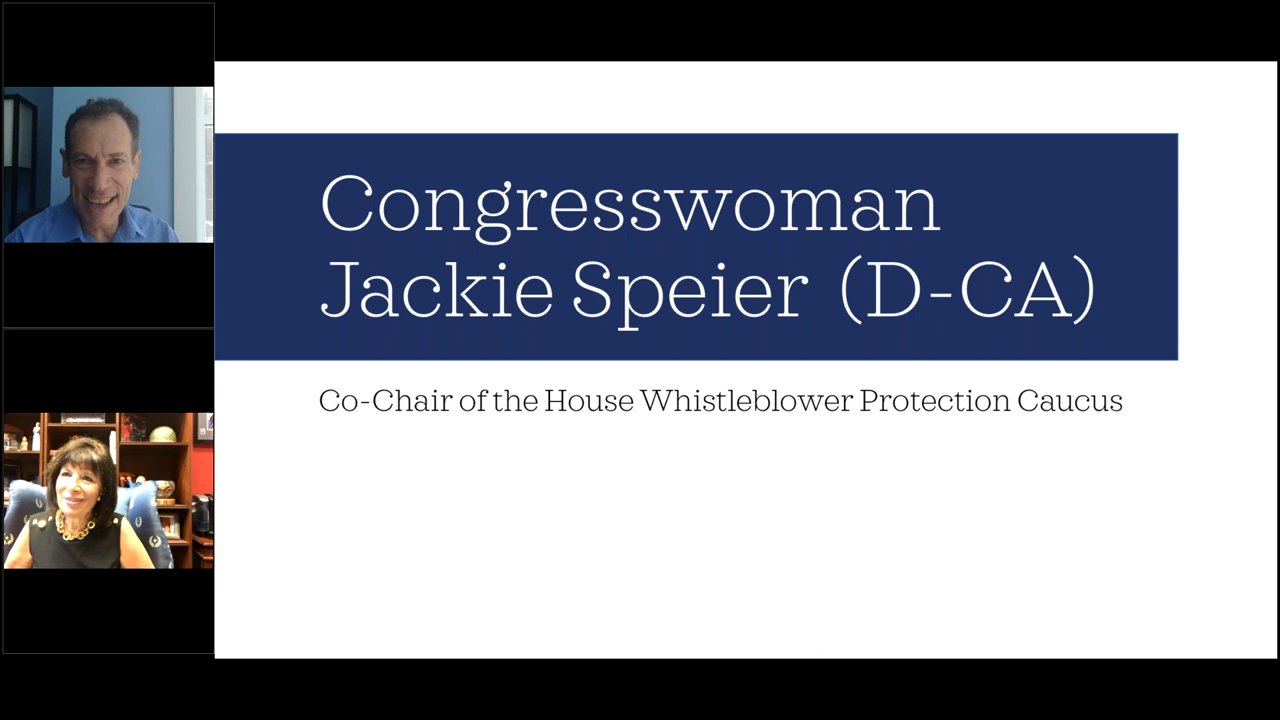 Congresswoman
Jackie Speier (D-CA)
Co-Chair of the House Whistleblower Protection Caucus